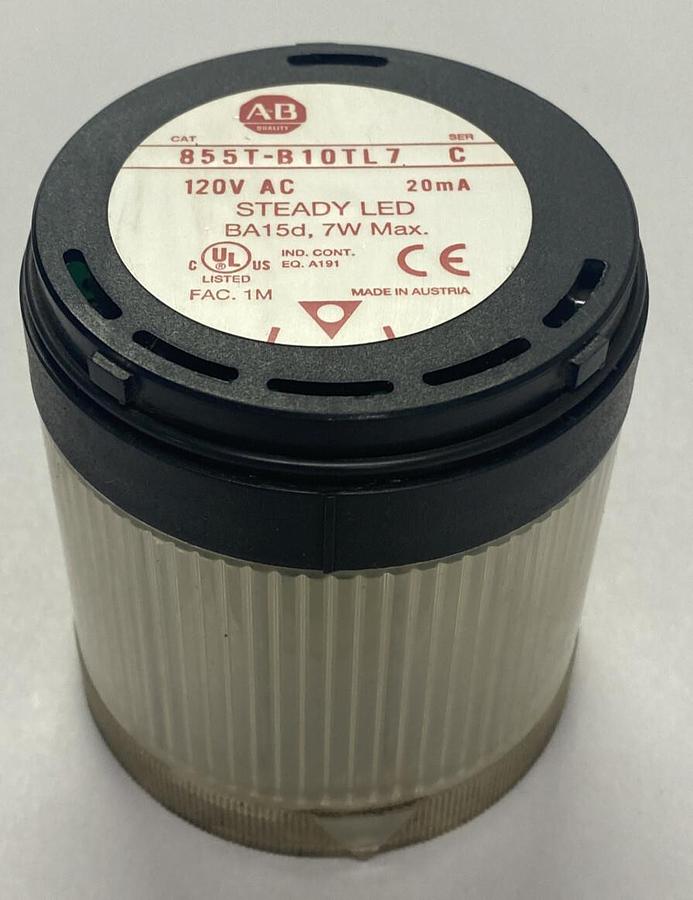 A-B
QUALITY
CAT. SER
855T-B10TL7 C
120V AC 20mA
STEADY LED
BA15d, 7W Max.
C UL US IND. CONT.
LISTED EQ. A191 CE
FAC. 1M MADE IN AUSTRIA